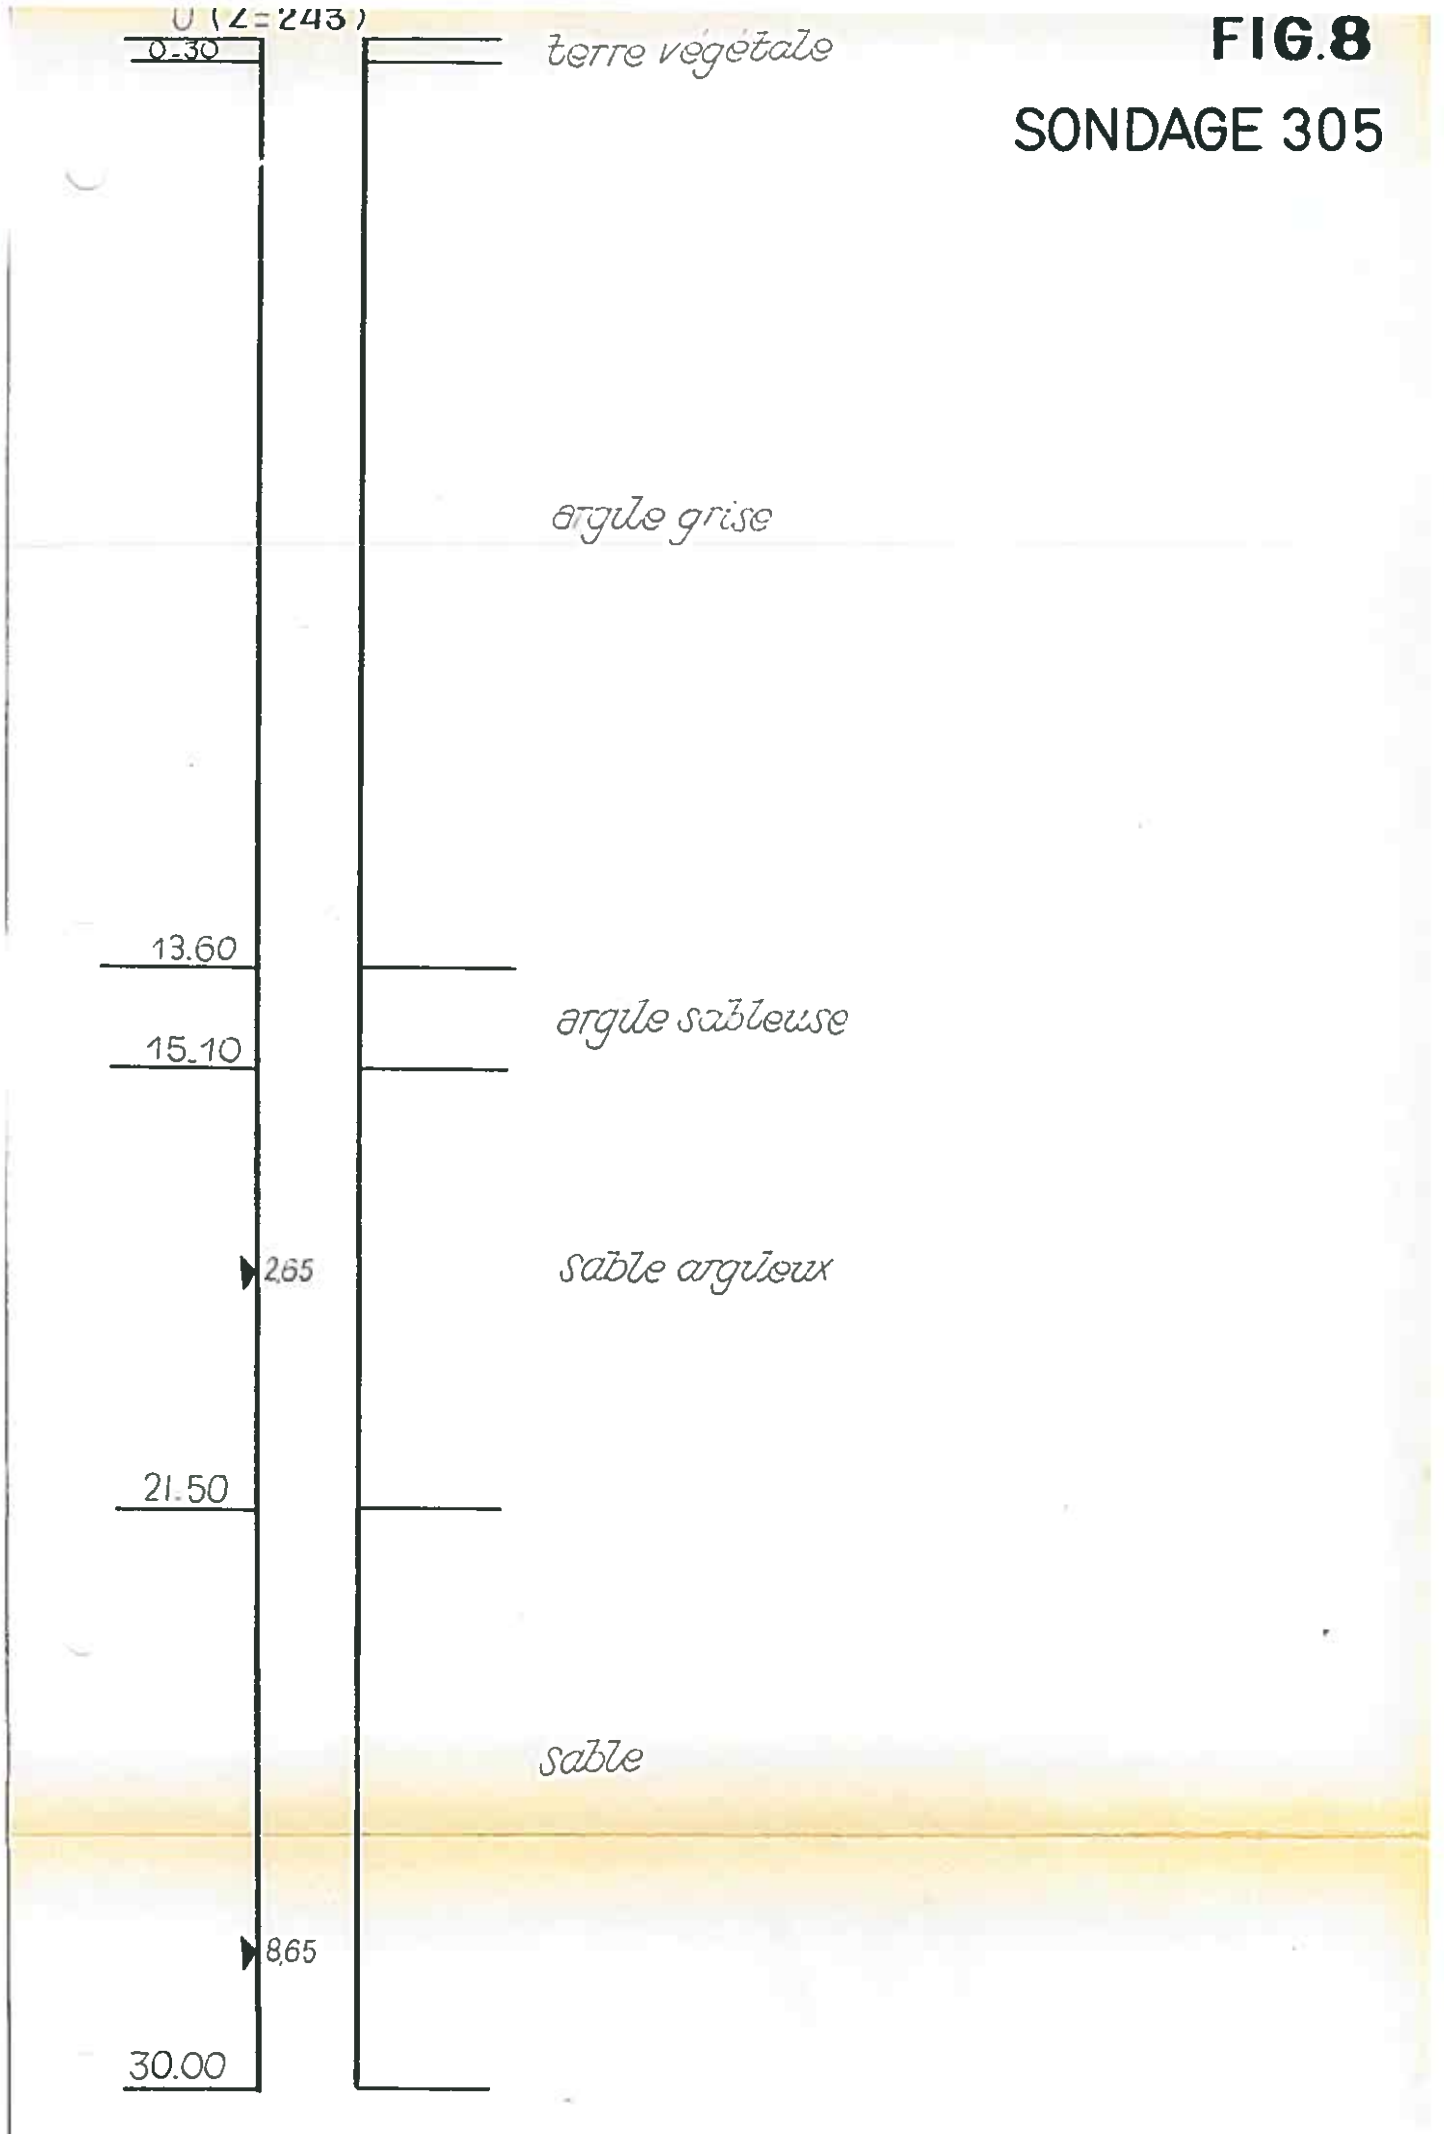 0 (Z=243)
FIG.8
0.30
terre végétale
SONDAGE 305
argile grise
13.60
argile sableuse
15.10
2,65
sable argileux
21.50
sable
8,65
30.00